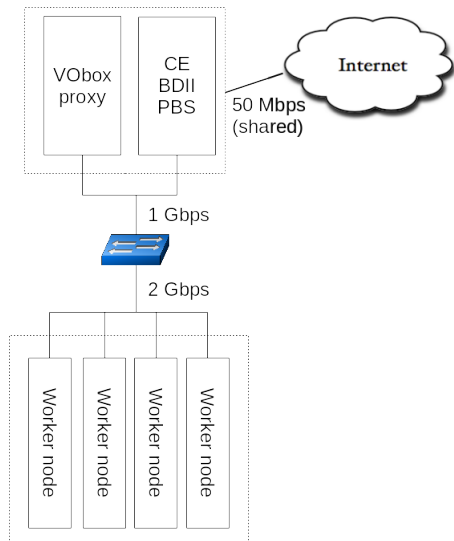 VObox
proxy
CE
BDII
PBS
Internet
50 Mbps
(shared)
1 Gbps
2 Gbps
Worker node
Worker node
Worker node
Worker node